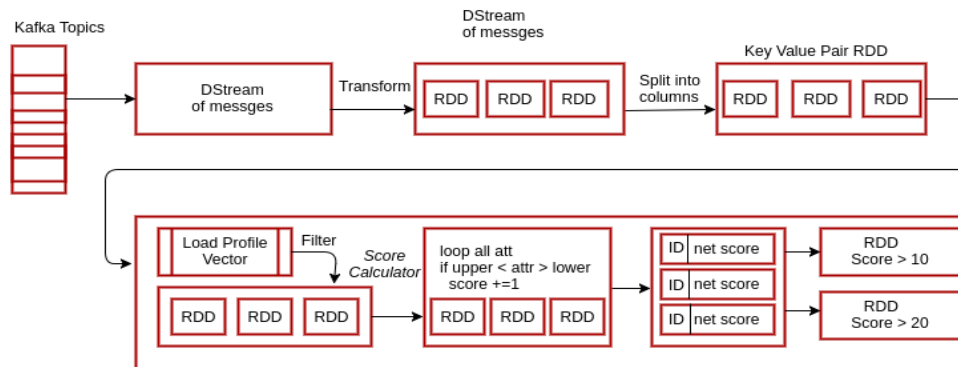 Kafka Topics
DStream
of messges
Transform
DStream
of messges
RDD
RDD
RDD
Split into
columns
Key Value Pair RDD
RDD
RDD
RDD
Load Profile
Vector
Filter
RDD
RDD
RDD
Score
Calculator
loop all att
if upper < attr > lower
score +=1
RDD
RDD
RDD
ID net score
ID net score
ID net score
RDD
Score > 10
RDD
Score > 20